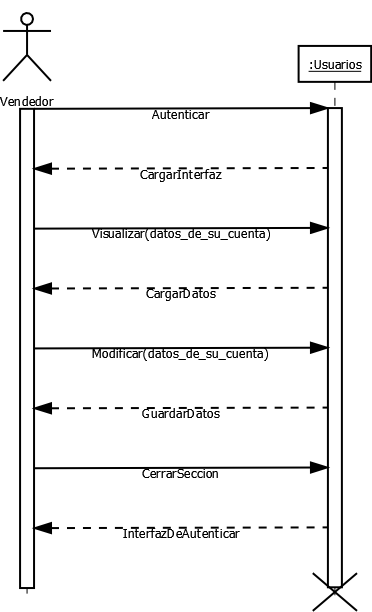 :Usuarios
Vendedor
Autenticar
CargarInterfaz
Visualizar(datos_de_su_cuenta)
CargarDatos
Modificar(datos_de_su_cuenta)
GuardarDatos
CerrarSeccion
InterfazDeAutenticar